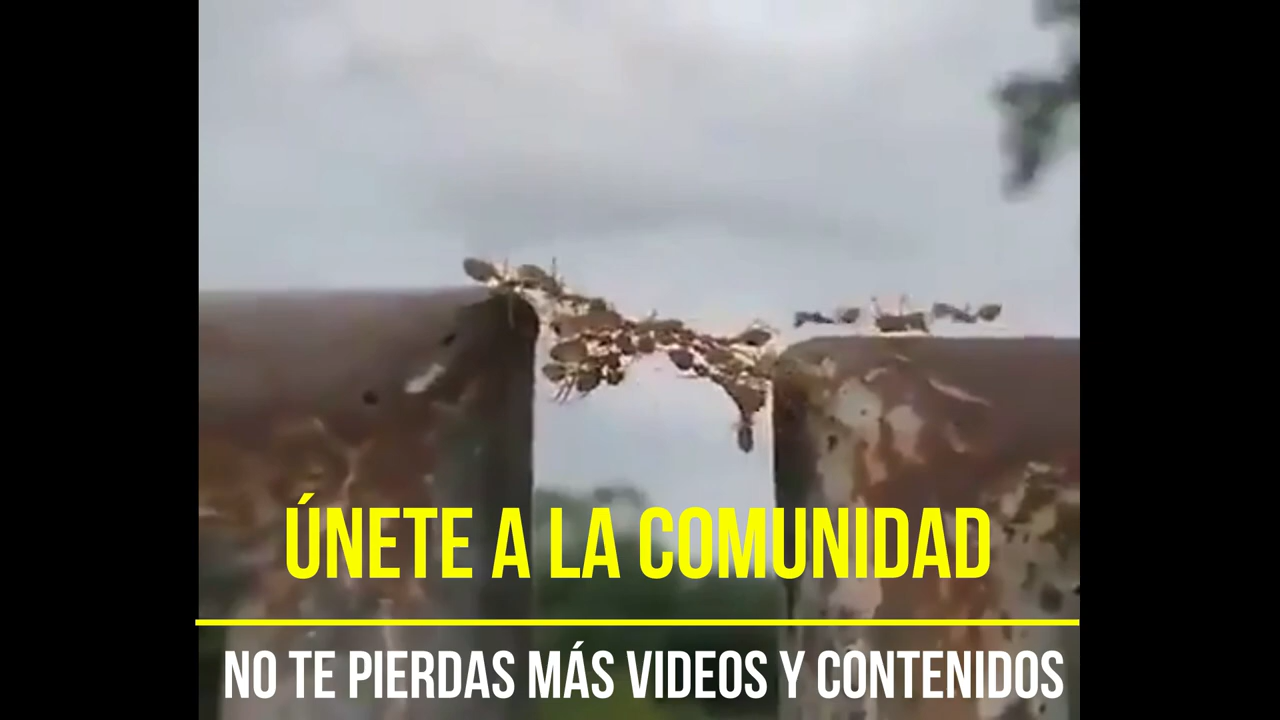 ÚNETE A LA COMUNIDAD
NO TE PIERDAS MÁS VIDEOS Y CONTENIDOS